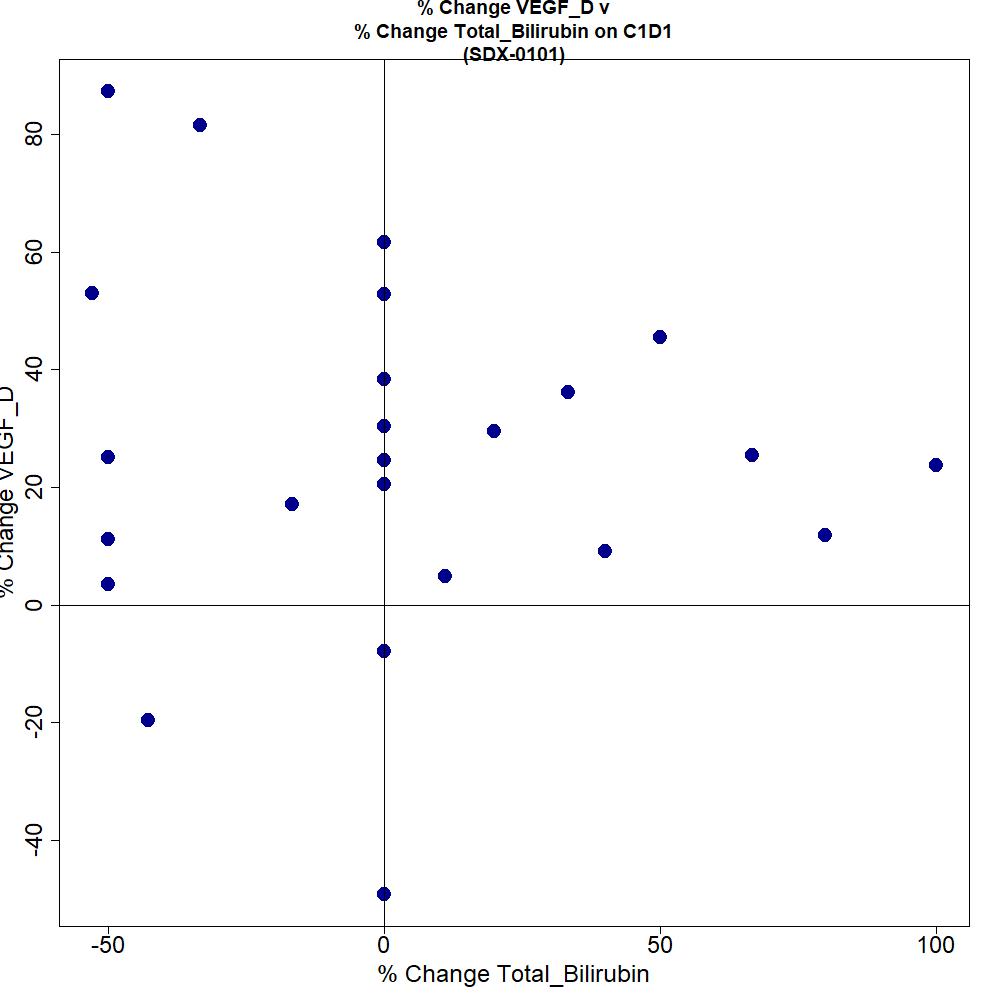 % Change VEGF_D v
% Change Total_Bilirubin on C1D1
(SDX-0101)
% Change VEGF_D
80
60
40
20
0
-20
-40
-50
0
50
100
% Change Total_Bilirubin